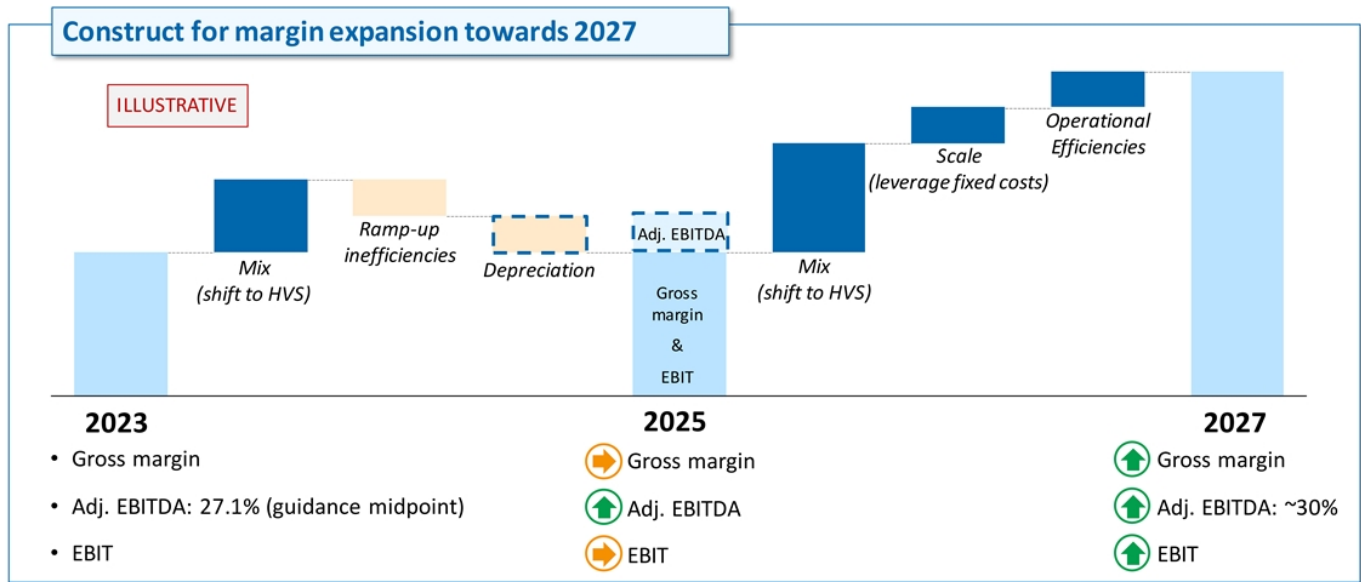 Construct for margin expansion towards 2027
ILLUSTRATIVE
Mix
(shift to HVS)
Ramp-up
inefficiencies
Depreciation
Adj. EBITDA
Gross
margin
&
EBIT
Mix
(shift to HVS)
Scale
(leverage fixed costs)
Operational
Efficiencies
2023
• Gross margin
• Adj. EBITDA: 27.1% (guidance midpoint)
• EBIT
2025
Gross margin
Adj. EBITDA
EBIT
2027
Gross margin
Adj. EBITDA: ~30%
EBIT